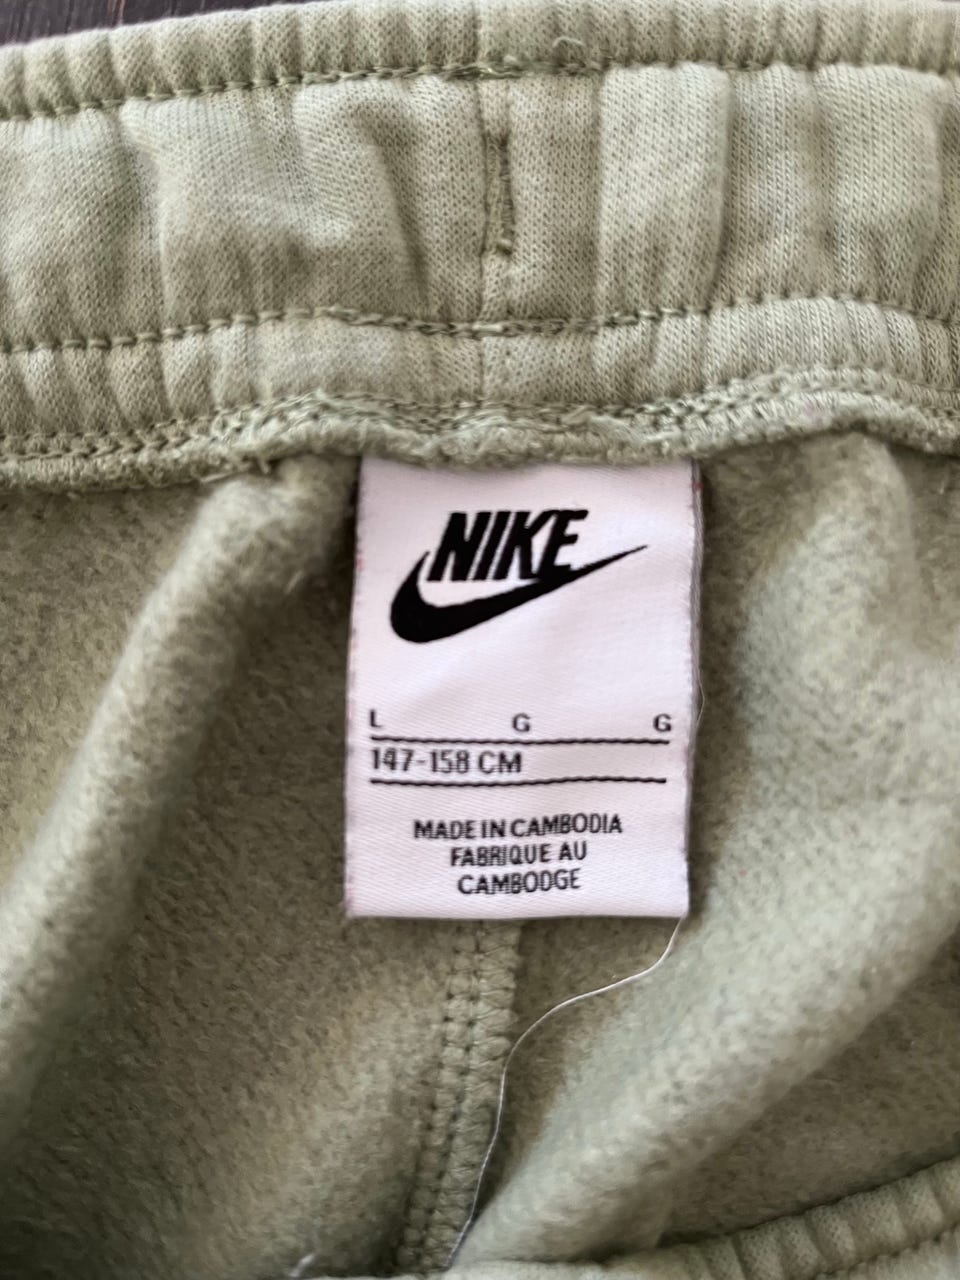 NIKE
L G G
147-158 CM
MADE IN CAMBODIA
FABRIQUE AU
CAMBODGE